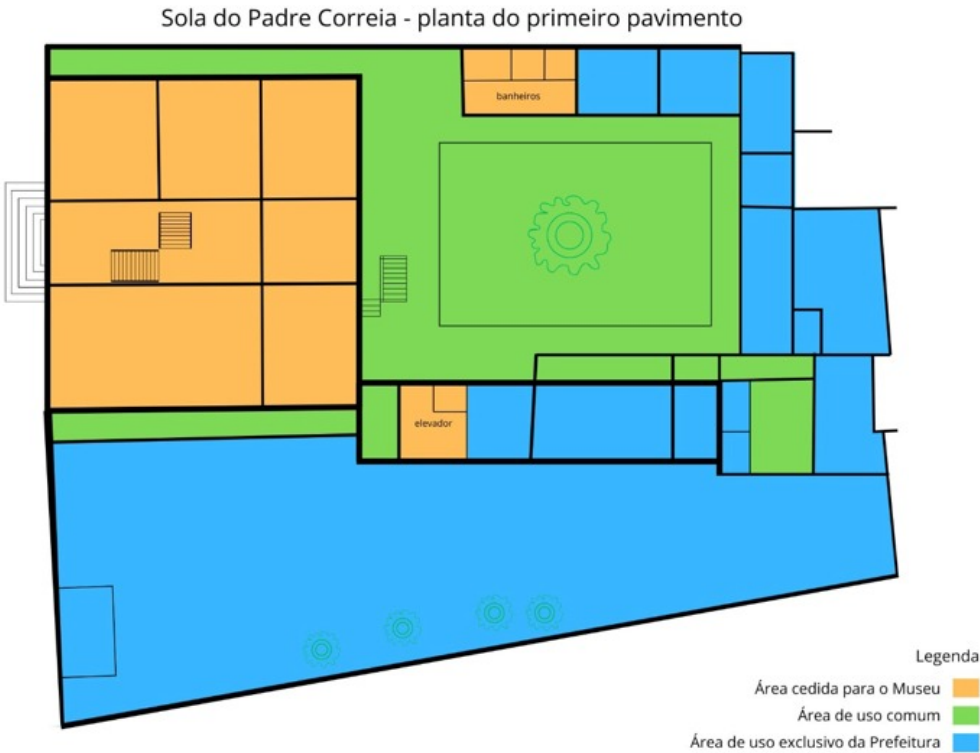 Sola do Padre Correia - planta do primeiro pavimento
banheiros
elevador
Legenda
Área cedida para o Museu
Área de uso comum
Área de uso exclusivo da Prefeitura